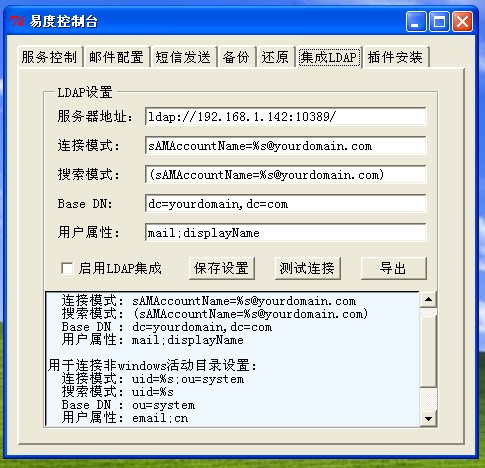 易度控制台
服务控制 邮件配置 短信发送 备份 还原 集成LDAP 插件安装
LDAP设置
服务器地址: ldap://192.168.1.142:10389/
连接模式: sAMAccountName=%s@yourdomain.com
搜索模式: (sAMAccountName=%s@yourdomain.com)
Base DN: dc=yourdomain,dc=com
用户属性: mail;displayName
启用LDAP集成 保存设置 测试连接 导出
连接模式: sAMAccountName=%s@yourdomain.com
搜索模式: (sAMAccountName=%s@yourdomain.com)
Base DN : dc=yourdomain,dc=com
用户属性: mail;displayName
用于连接非windows活动目录设置:
连接模式: uid=%s;ou=system
搜索模式: uid=%s
Base DN : ou=system
用户属性: email;cn